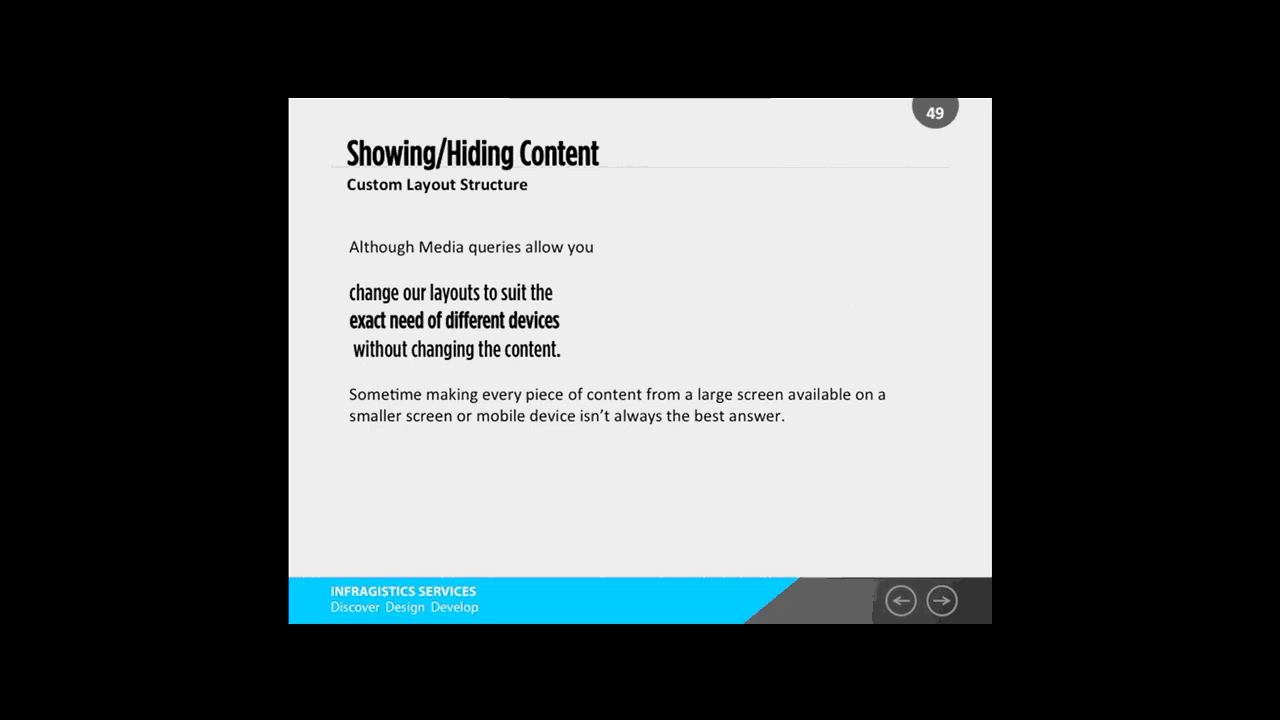 49
Showing/Hiding Content
Custom Layout Structure
Although Media queries allow you
change our layouts to suit the
exact need of different devices
without changing the content.
Sometime making every piece of content from a large screen available on a
smaller screen or mobile device isn’t always the best answer.
INFRAGISTICS SERVICES
Discover Design Develop